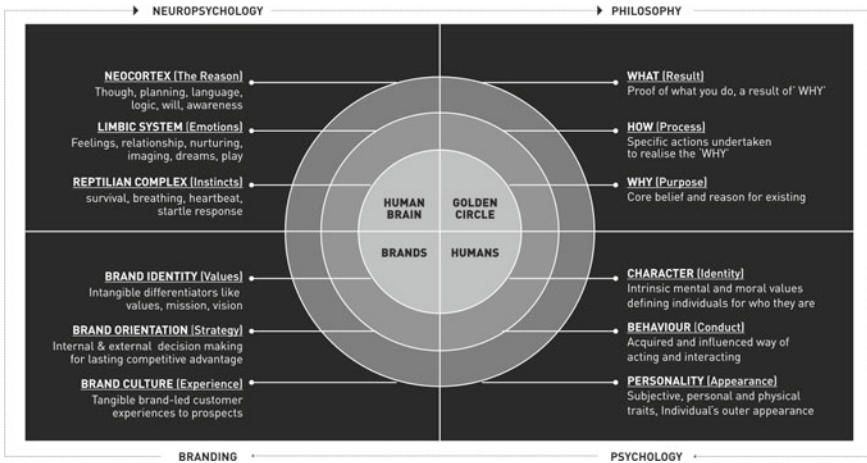 NEUROPSYCHOLOGY
PHILOSOPHY
NEOCORTEX (The Reason)
Though, planning, language,
logic, will, awareness
LIMBIC SYSTEM (Emotions)
Feelings, relationship, nurturing,
imaging, dreams, play
REPTILIAN COMPLEX (Instincts)
survival, breathing, heartbeat,
startle response
WHAT (Result)
Proof of what you do, a result of' WHY'
HOW (Process)
Specific actions undertaken
to realise the 'WHY'
WHY (Purpose)
Core belief and reason for existing
HUMAN
BRAIN
GOLDEN
CIRCLE
BRANDS
HUMANS
BRAND IDENTITY (Values)
Intangible differentiators like
values, mission, vision
BRAND ORIENTATION (Strategy)
Internal & external decision making
for lasting competitive advantage
BRAND CULTURE (Experience)
Tangible brand-led customer
experiences to prospects
CHARACTER (Identity)
Intrinsic mental and moral values
defining individuals for who they are
BEHAVIOUR (Conduct)
Acquired and influenced way of
acting and interacting
PERSONALITY (Appearance)
Subjective, personal and physical
traits, Individual's outer appearance
BRANDING
PSYCHOLOGY